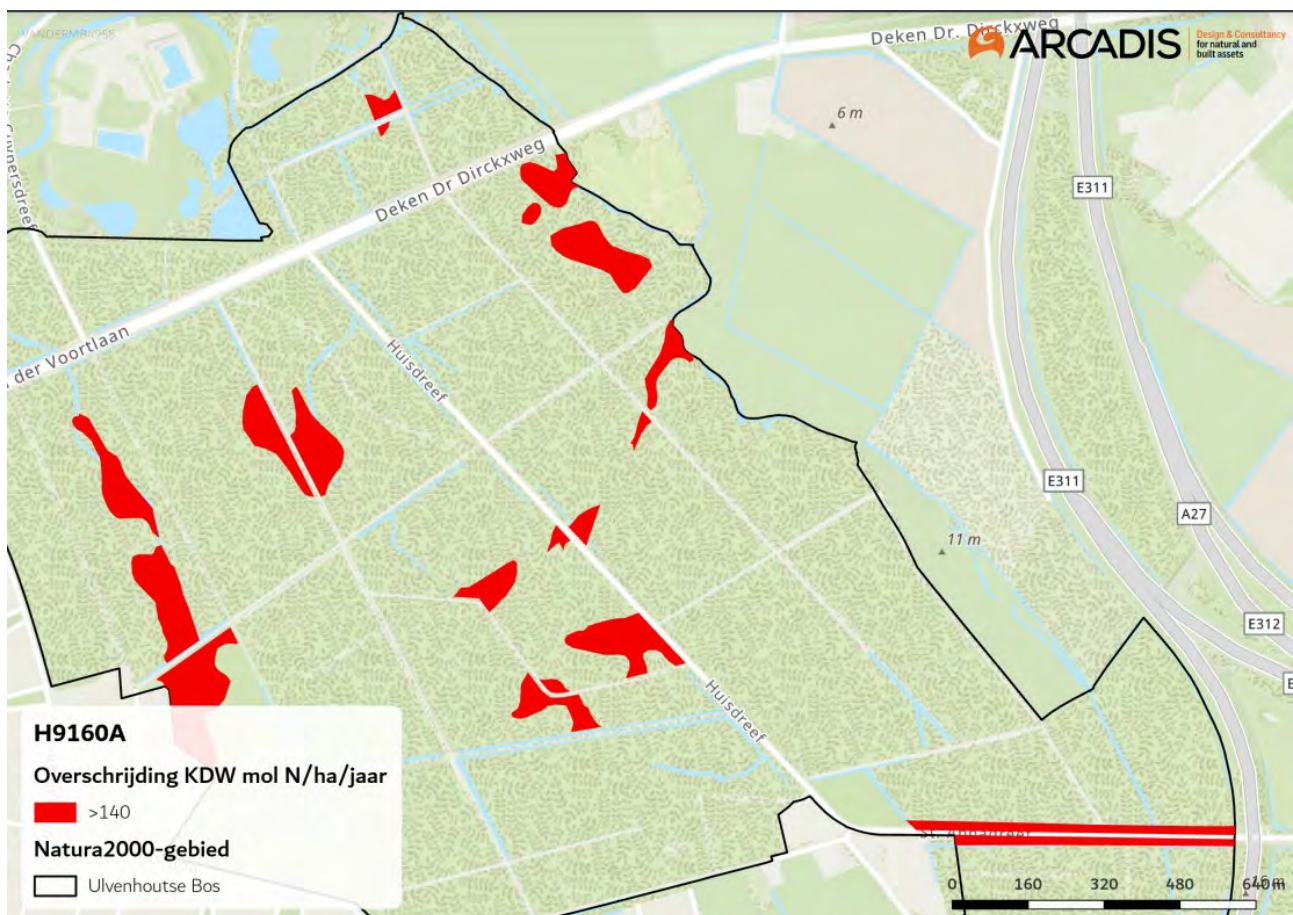 VANDERMBLOSE
Deken Dr. Dirckxweg
ARCADIS
Design & Consultancy
for natural and
built assets
6 m
E311
Deken Dr Dirckxweg
der Voortlaan
Huisdreef
E311
A27
11 m
E312
Huisdreef
H9160A
Overschrijding KDW mol N/ha/jaar
>140
Natura2000-gebied
Ulvenhoutse Bos
0 160 320 480 640 m